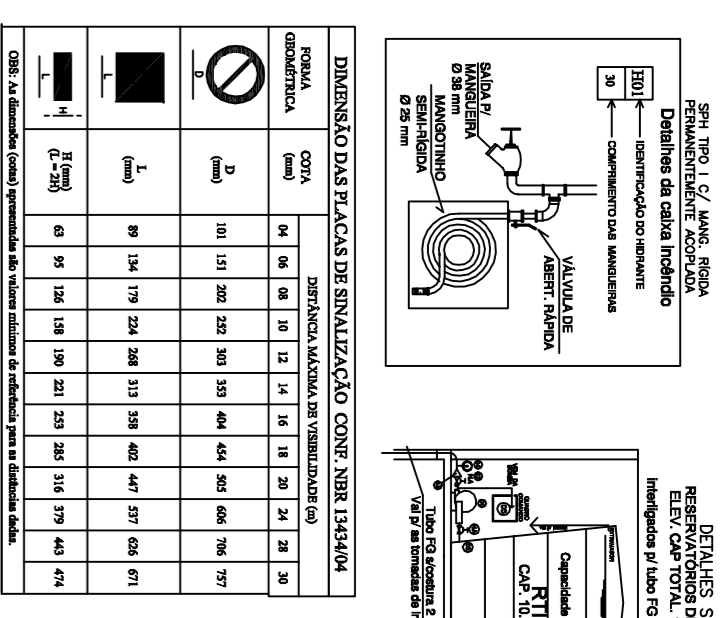 SPH TIPO I C/ MANG. RÍGIDA
PERMANENTEMENTE ACOPLADA
Detalhes da caixa incêndio
H01
IDENTIFICAÇÃO DO HIDRANTE
30
COMPRIMENTO DAS MANGUEIRAS
VÁLVULA DE
ABERT. RÁPIDA
SAÍDA P/
MANGUEIRA
Ø 38 mm
MANGOTINHO
SEMI-RÍGIDA
Ø 25 mm
DETALHES S
RESERVATÓRIOS D
ELEV. CAP TOTAL.
interligados p/ tubo FG
Capacidade
RTI
CAP. 10.
Tubo FG s/costura 2
Vai p/ as tomadas de in
DIMENSÃO DAS PLACAS DE SINALIZAÇÃO CONF. NBR 13434/04
FORMA GEOMÉTRICA
COTA (mm)
DISTÂNCIA MÁXIMA DE VISIBILIDADE (m)
04 06 08 10 12 14 16 18 20 24 28 30
D
D (mm)
101 151 202 252 303 353 404 454 505 606 706 757
L
L (mm)
89 134 179 224 268 313 358 402 447 537 626 671
H
L
H (mm) (L = 2H)
63 95 126 158 190 221 253 285 316 379 443 474
OBS: As dimensões (cotas) apresentadas são valores mínimos de referência para as distâncias dadas.